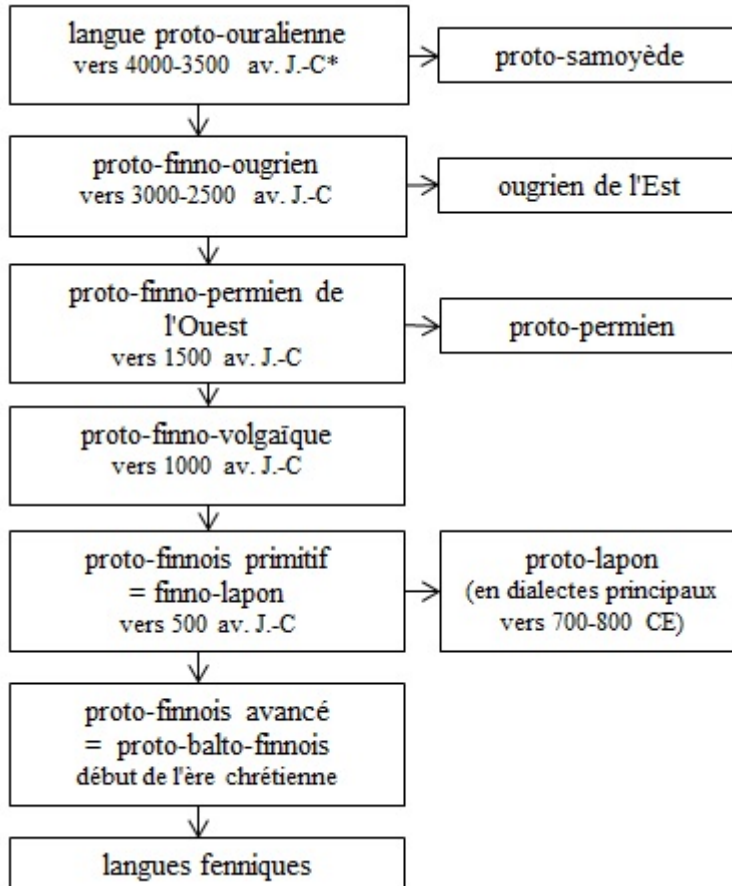 langue proto-ouralienne
vers 4000-3500 av. J.-C*
proto-samoyède
proto-finno-ougrien
vers 3000-2500 av. J.-C
ougrien de l'Est
proto-finno-permien de
l'Ouest
vers 1500 av. J.-C
proto-permien
proto-finno-volgaïque
vers 1000 av. J.-C
proto-finnois primitif
= finno-lapon
vers 500 av. J.-C
proto-lapon
(en dialectes principaux
vers 700-800 CE)
proto-finnois avancé
= proto-balto-finnois
début de l'ère chrétienne
langues fenniques